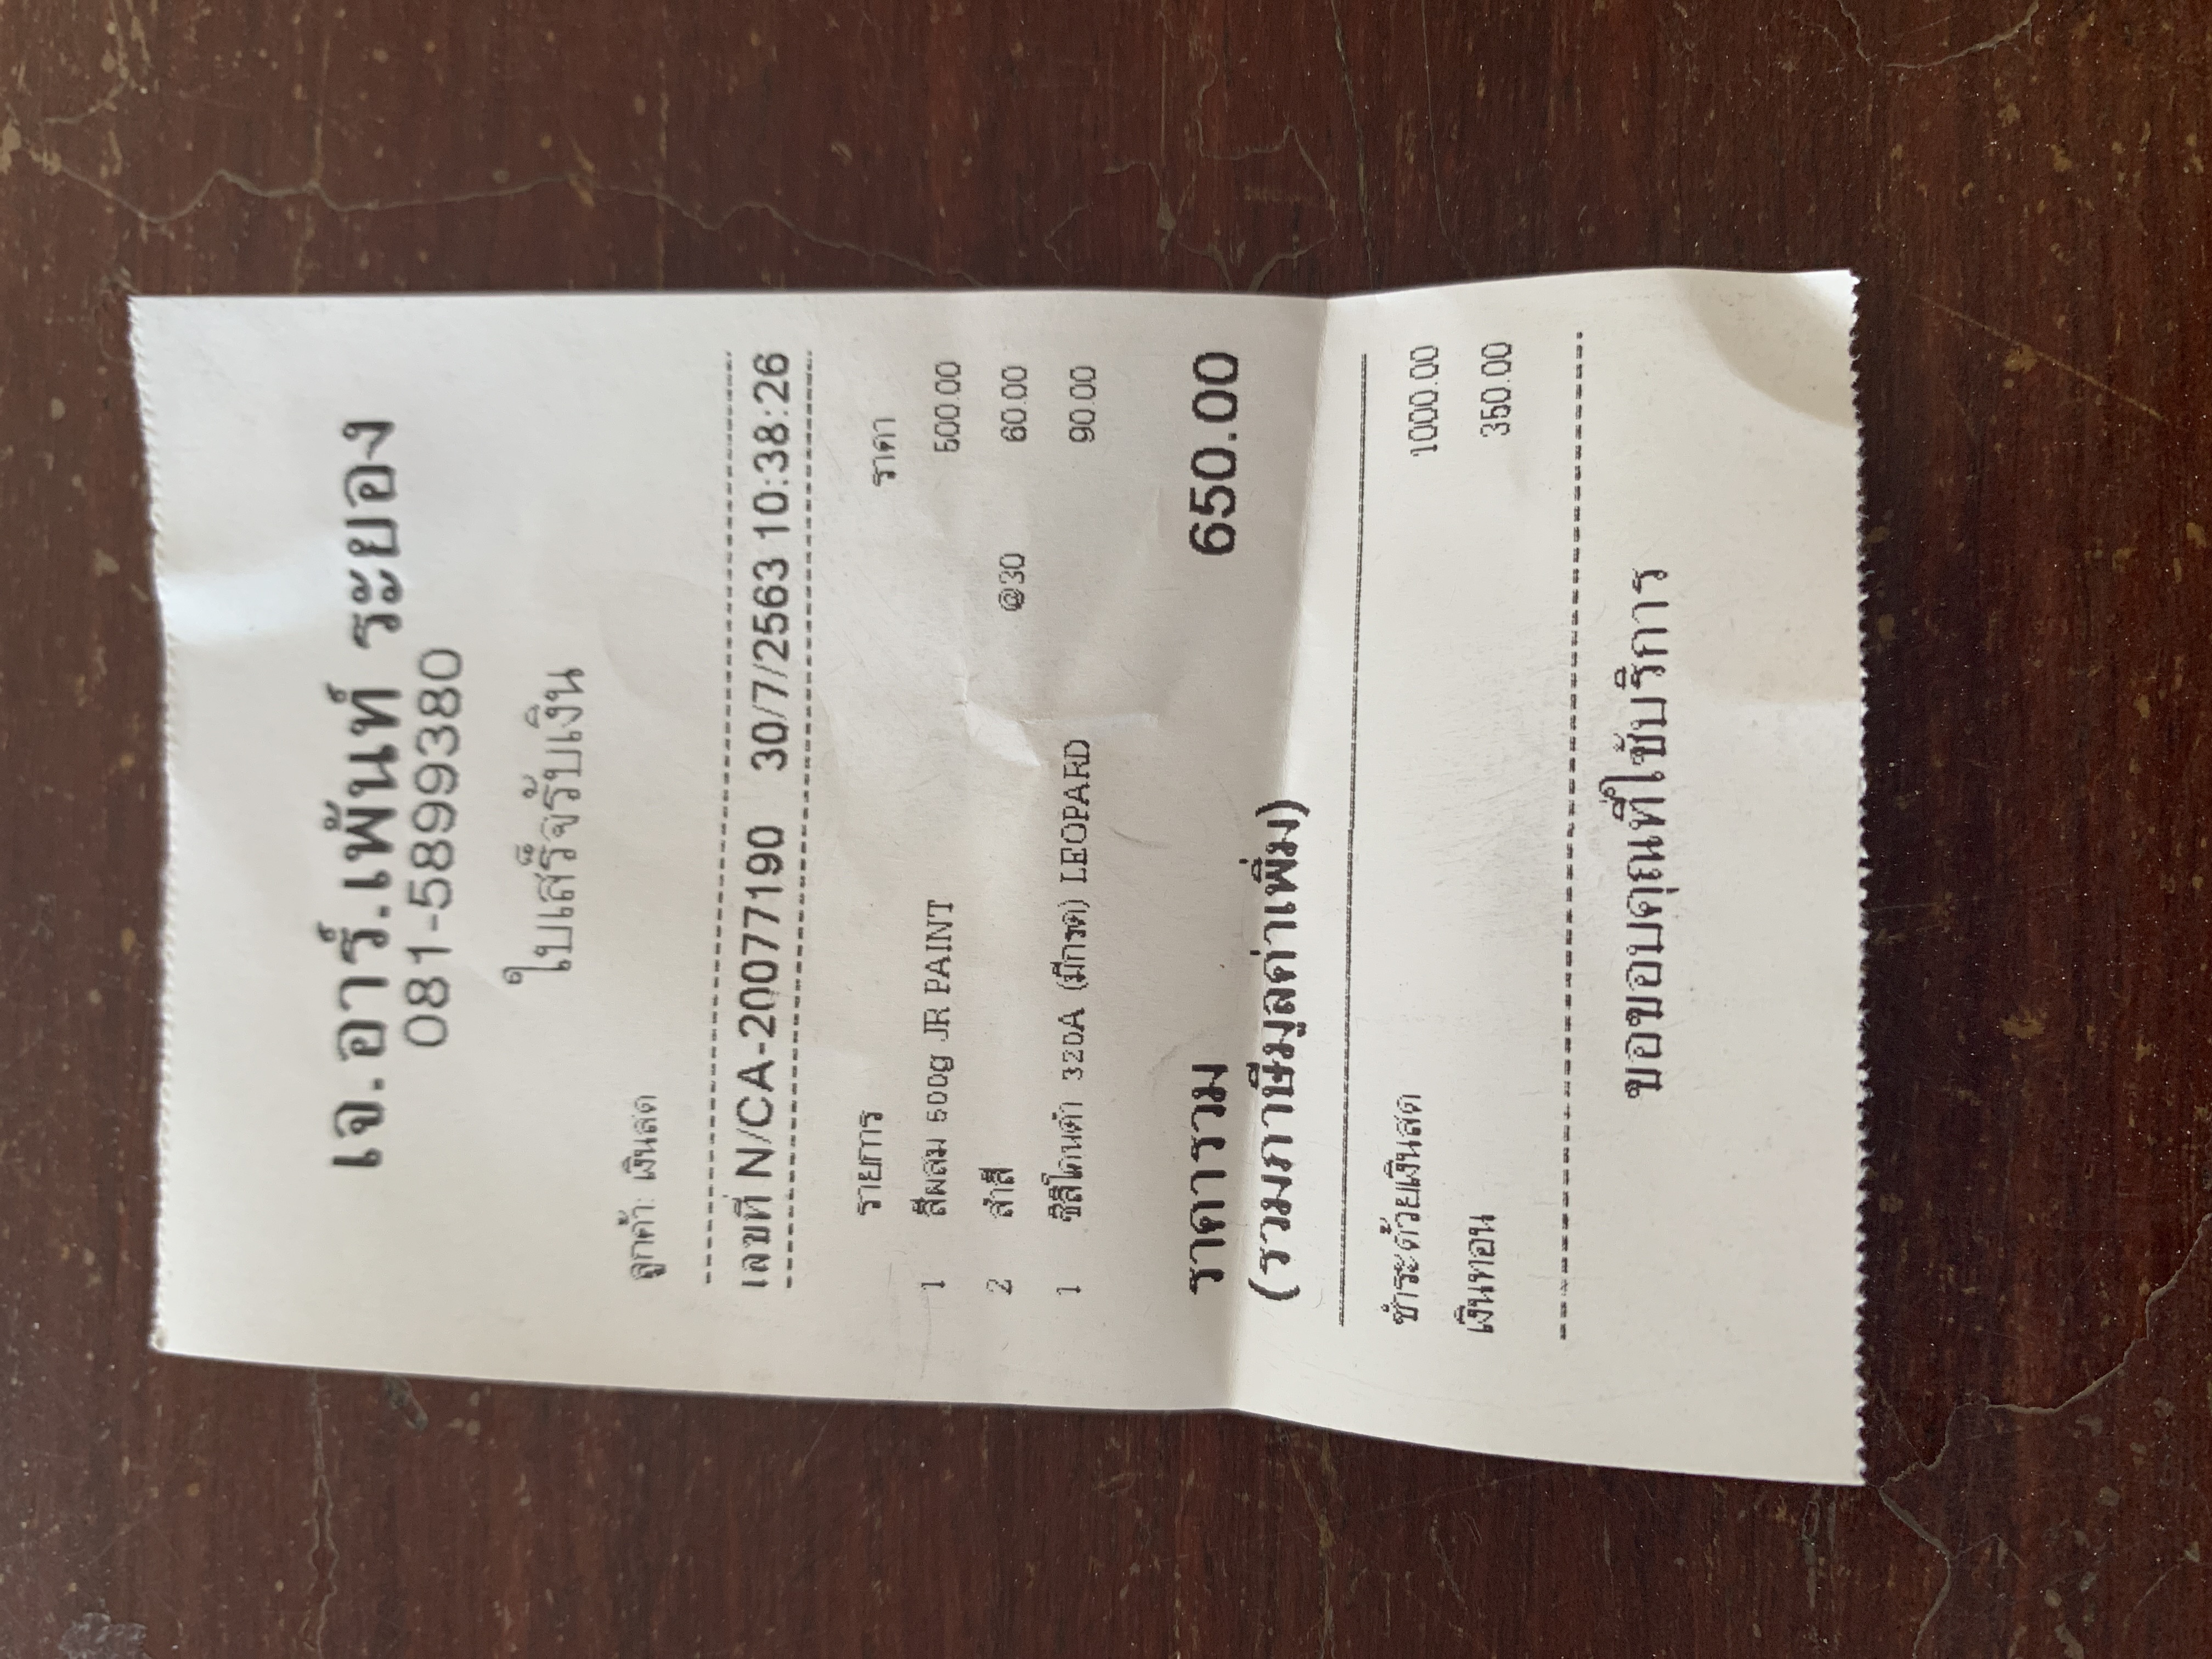 เจ.อาร์.เพ้นท์ ระยอง
081-5899380
ใบเสร็จรับเงิน
ลูกค้า: เงินสด
เลขที่ N/CA-20077190 30/7/2563 10:38:26
รายการ ราคา
1 สีผสม 500g JR PAINT 500.00
2 สำสี @30 60.00
1 ซิลิโคนดำ 320A (มีกรด) LEOPARD 90.00
ราคารวม 650.00
(รวมภาษีมูลค่าเพิ่ม)
ชำระด้วยเงินสด 1000.00
เงินทอน 350.00
ขอขอบคุณที่ใช้บริการ